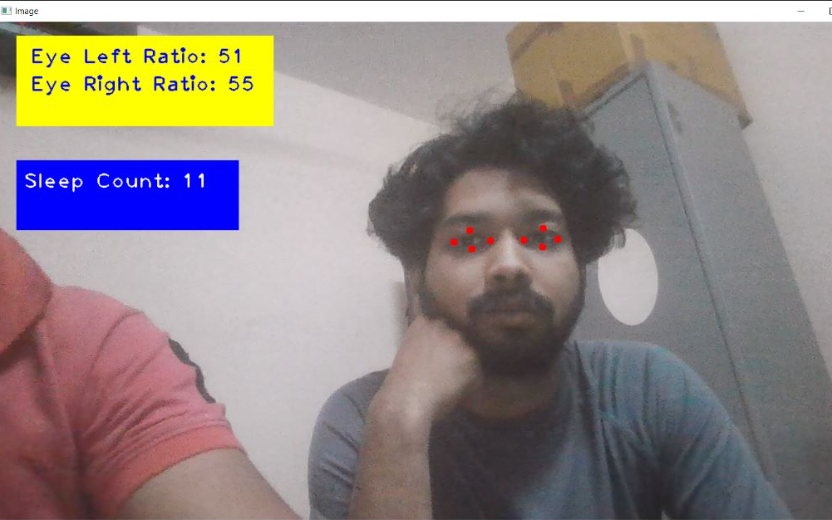 Image
Eye Left Ratio: 51
Eye Right Ratio: 55
Sleep Count: 11